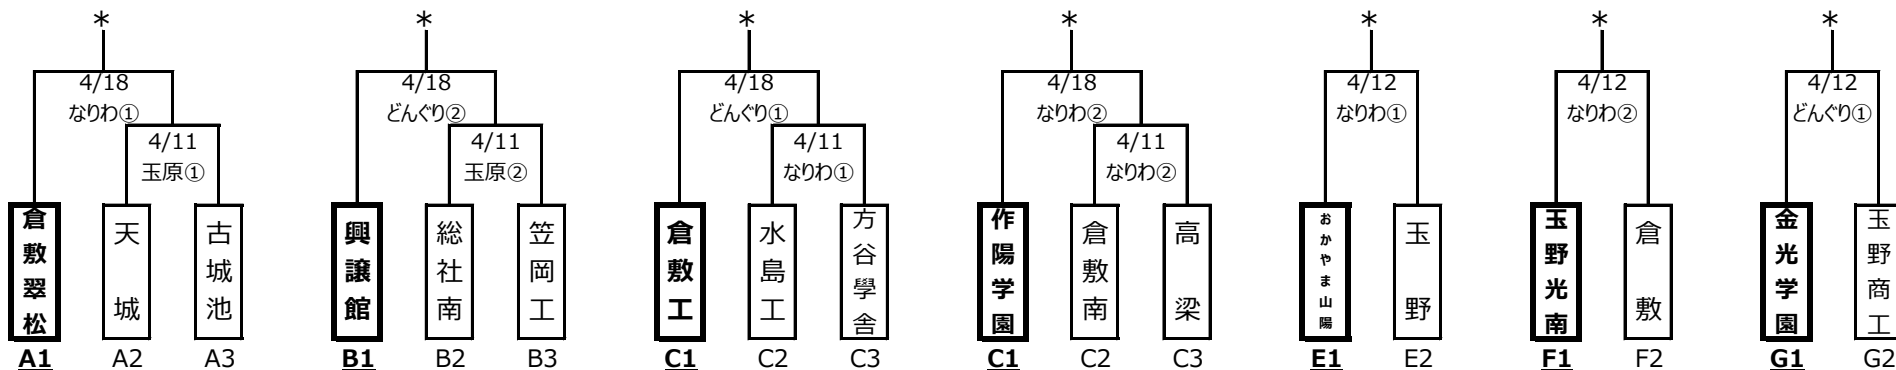 * * * * * * *
4/18 4/18 4/18 4/18 4/12 4/12 4/12
なりわ① どんぐり② どんぐり① なりわ② なりわ① なりわ② どんぐり①
4/11 4/11 4/11 4/11
玉原① 玉原② なりわ① なりわ②
倉敷翠松
天城
古城池
興譲館
総社南
笠岡工
倉敷工
水島工
方谷學舎
作陽学園
倉敷南
高梁
おかやま山陽
玉野
玉野光南
倉敷
金光学園
玉野商工
A1 A2 A3 B1 B2 B3 C1 C2 C3 C1 C2 C3 E1 E2 F1 F2 G1 G2